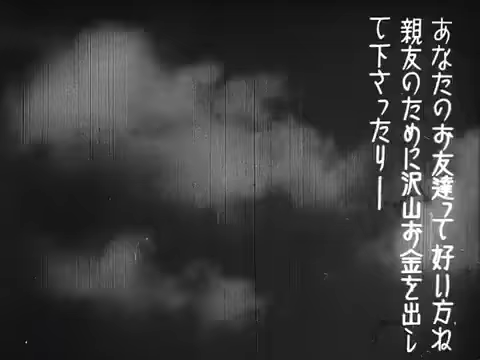 あなたのお友達って好い方ね
親友のために沢山お金を出し
て下さったりー